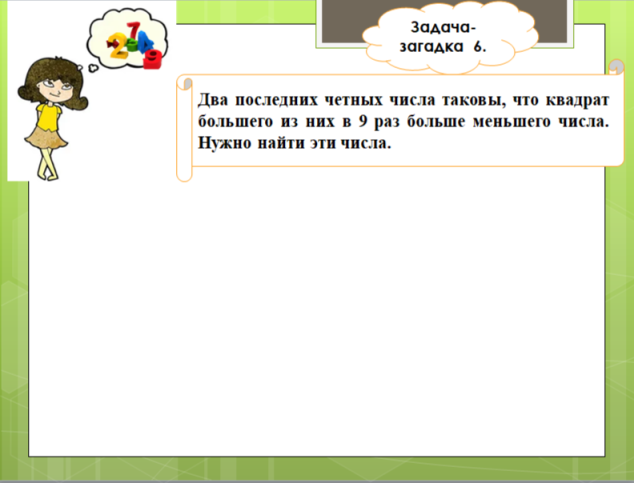 Задача-
загадка 6.
Два последних четных числа таковы, что квадрат
большего из них в 9 раз больше меньшего числа.
Нужно найти эти числа.